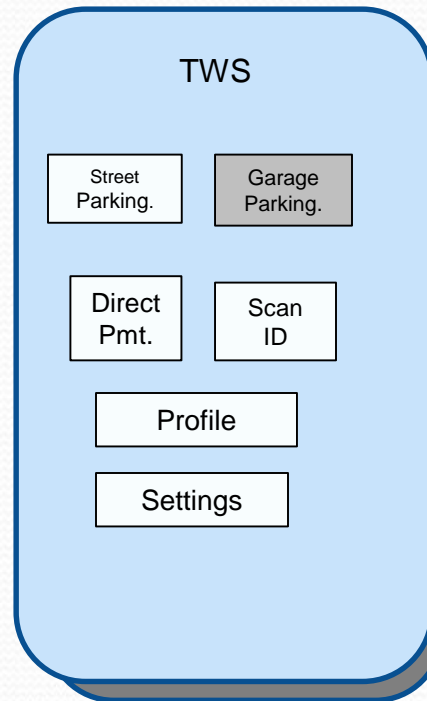 TWS
Street
Parking.
Garage
Parking.
Direct
Pmt.
Scan
ID
Profile
Settings